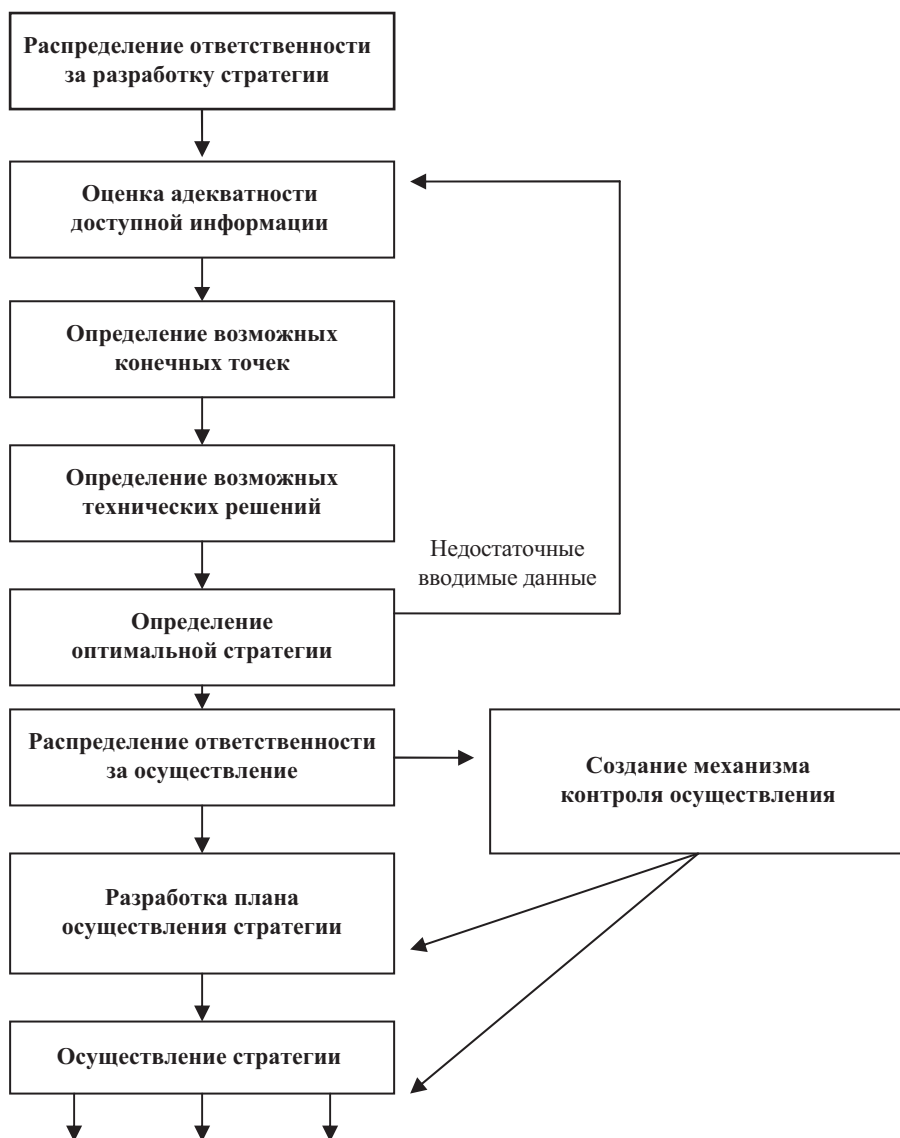 Распределение ответственности
за разработку стратегии
Оценка адекватности
доступной информации
Определение возможных
конечных точек
Определение возможных
технических решений
Недостаточные
вводимые данные
Определение
оптимальной стратегии
Распределение ответственности
за осуществление
Создание механизма
контроля осуществления
Разработка плана
осуществления стратегии
Осуществление стратегии